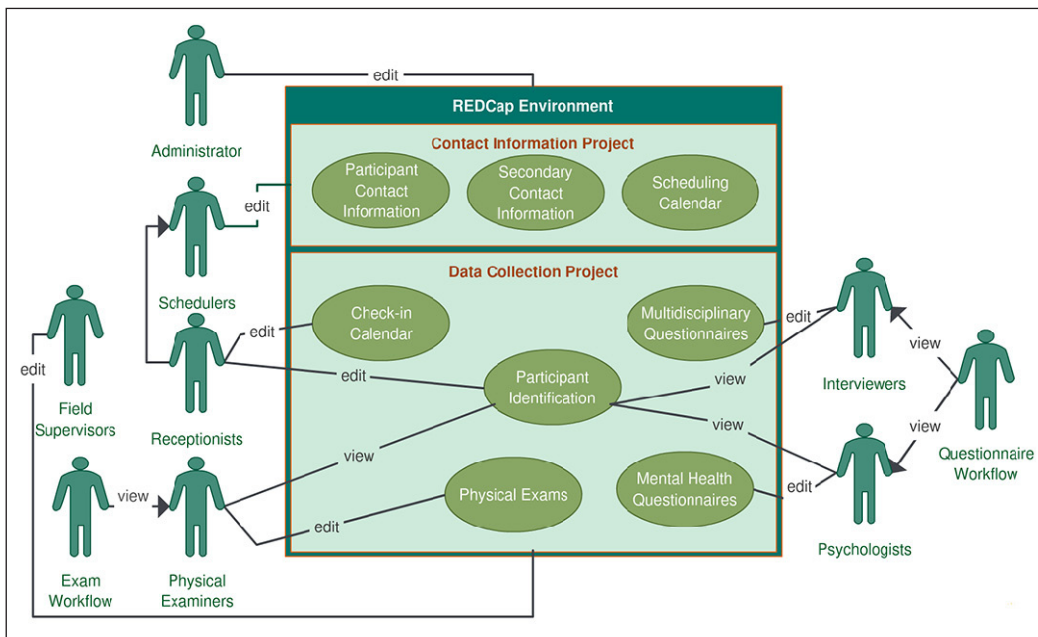 edit
REDCap Environment
Administrator
Contact Information Project
Participant
Contact
Information
Secondary
Contact
Information
Scheduling
Calendar
edit
Schedulers
Data Collection Project
Check-in
Calendar
Multidisciplinary
Questionnaires
edit
edit
edit
view
edit
view
Interviewers
Participant
Identification
Field
Supervisors
Receptionists
view
view
view
Questionnaire
Workflow
view
Physical Exams
Mental Health
Questionnaires
edit
edit
Psychologists
Exam
Workflow
Physical
Examiners